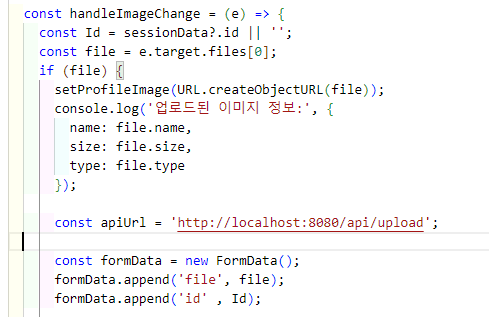 const handleImageChange = (e) => {
const Id = sessionData?.id || '';
const file = e.target.files[0];
if (file) {
setProfileImage(URL.createObjectURL(file));
console.log('업로드된 이미지 정보:', {
name: file.name,
size: file.size,
type: file.type
});
const apiUrl = 'http://localhost:8080/api/upload';
const formData = new FormData();
formData.append('file', file);
formData.append('id' , Id);